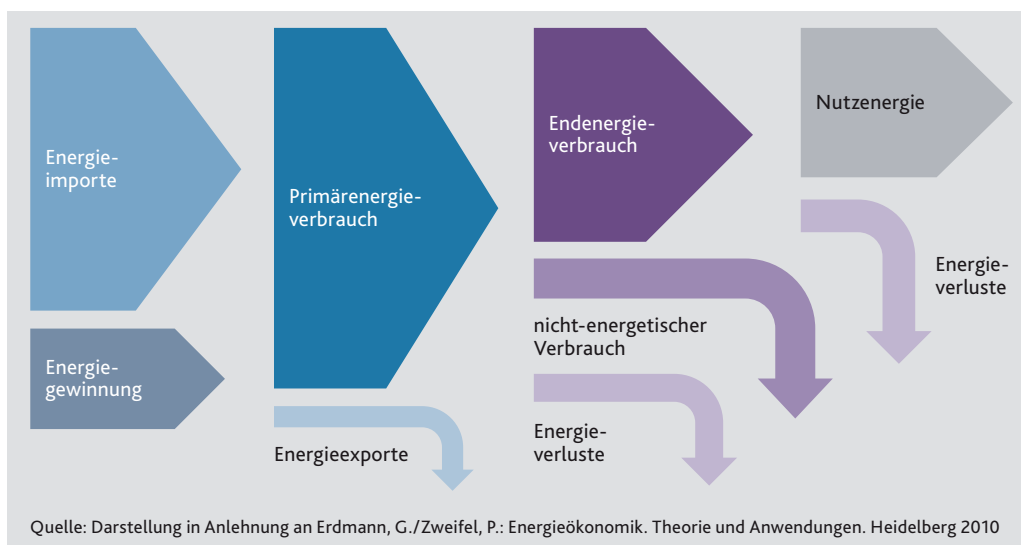 Energie-
importe
Energie-
gewinnung
Primärenergie-
verbrauch
Energieexporte
Endenergie-
verbrauch
nicht-energetischer
Verbrauch
Energie-
verluste
Nutzenergie
Energie-
verluste
Quelle: Darstellung in Anlehnung an Erdmann, G./Zweifel, P.: Energieökonomik. Theorie und Anwendungen. Heidelberg 2010